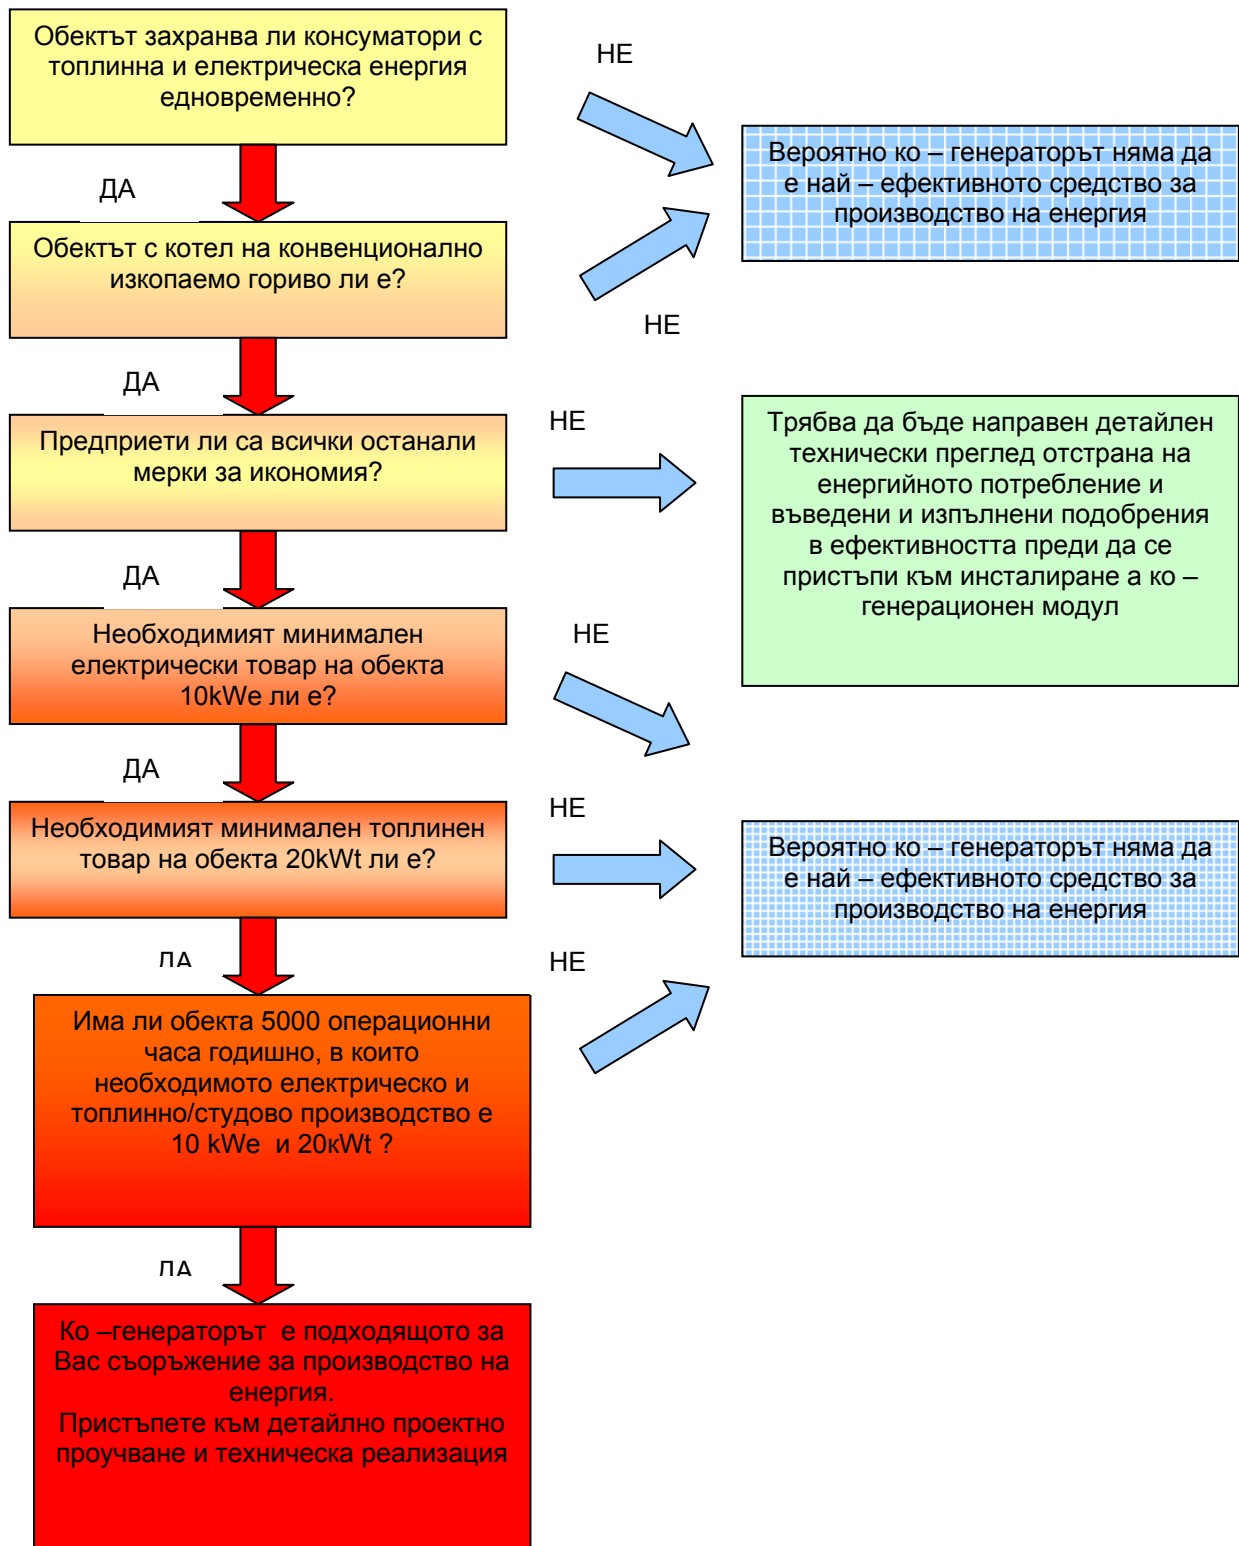 Обектът захранва ли консуматори с
топлинна и електрическа енергия
едновременно?
НЕ
Вероятно ко – генераторът няма да
е най – ефективното средство за
производство на енергия
ДА
Обектът с котел на конвенционално
изкопаемо гориво ли е?
НЕ
ДА
Предприети ли са всички останали
мерки за икономия?
НЕ
Трябва да бъде направен детайлен
технически преглед отстрана на
енергийното потребление и
въведени и изпълнени подобрения
в ефективността преди да се
пристъпи към инсталиране а ко –
генерационен модул
ДА
Необходимият минимален
електрически товар на обекта
10kWe ли е?
НЕ
ДА
Необходимият минимален топлинен
товар на обекта 20kWt ли е?
НЕ
Вероятно ко – генераторът няма да
е най – ефективното средство за
производство на енергия
ДА
НЕ
Има ли обекта 5000 операционни
часа годишно, в които
необходимото електрическо и
топлинно/студово производство е
10 kWe и 20кWt ?
ДА
Ко –генераторът е подходящото за
Вас съоръжение за производство на
енергия.
Пристъпете към детайлно проектно
проучване и техническа реализация